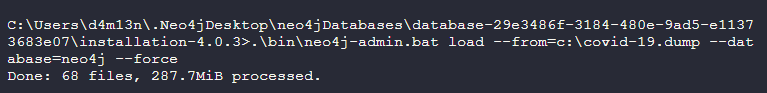 C:\Users\d4m13n\.Neo4jDesktop\neo4jDatabases\database-29e3486f-3184-480e-9ad5-e1137
3683e07\installation-4.0.3>.\bin\neo4j-admin.bat load --from=c:\covid-19.dump --dat
abase=neo4j --force
Done: 68 files, 287.7MiB processed.